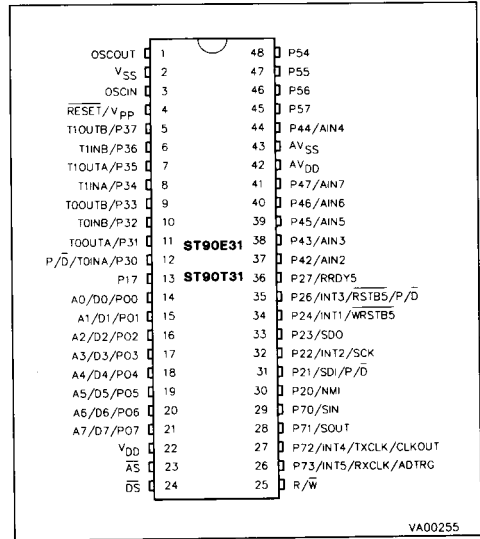 OSCOUT 1 48 P54
VSS 2 47 P55
OSCIN 3 46 P56
R̅E̅S̅E̅T̅/VPP 4 45 P57
T1OUTB/P37 5 44 P44/AIN4
T1INB/P36 6 43 AVSS
T1OUTA/P35 7 42 AVDD
T1INA/P34 8 41 P47/AIN7
T0OUTB/P33 9 40 P46/AIN6
T0INB/P32 10 39 P45/AIN5
T0OUTA/P31 11 ST90E31 38 P43/AIN3
P/D̅/T0INA/P30 12 37 P42/AIN2
P17 13 ST90T31 36 P27/RRDY5
A0/D0/P00 14 35 P26/INT3/R̅S̅T̅B̅5̅/P/D̅
A1/D1/P01 15 34 P24/INT1/W̅R̅S̅T̅B̅5̅
A2/D2/P02 16 33 P23/SDO
A3/D3/P03 17 32 P22/INT2/SCK
A4/D4/P04 18 31 P21/SDI/P/D̅
A5/D5/P05 19 30 P20/NMI
A6/D6/P06 20 29 P70/SIN
A7/D7/P07 21 28 P71/SOUT
VDD 22 27 P72/INT4/TXCLK/CLKOUT
A̅S̅ 23 26 P73/INT5/RXCLK/ADTRG
D̅S̅ 24 25 R/W̅
VA00255